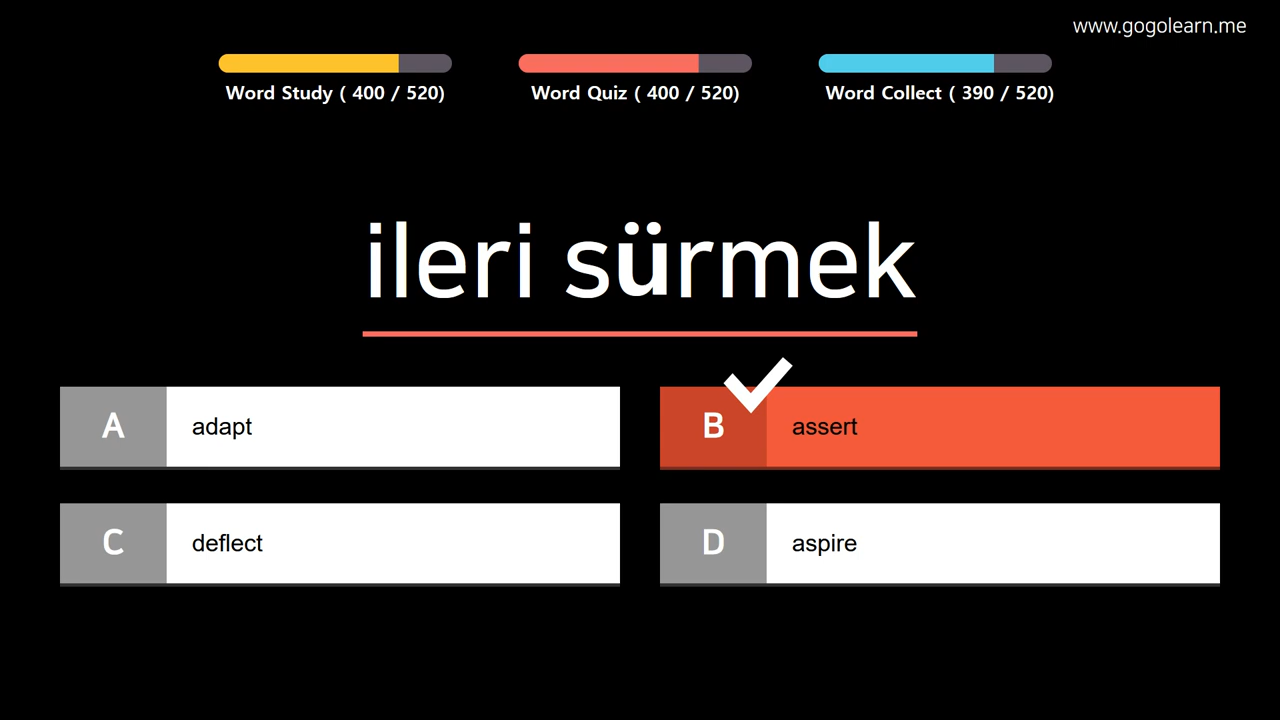 www.gogolearn.me
Word Study ( 400 / 520)
Word Quiz ( 400 / 520)
Word Collect ( 390 / 520)
ileri sürmek
A adapt
B assert
C deflect
D aspire